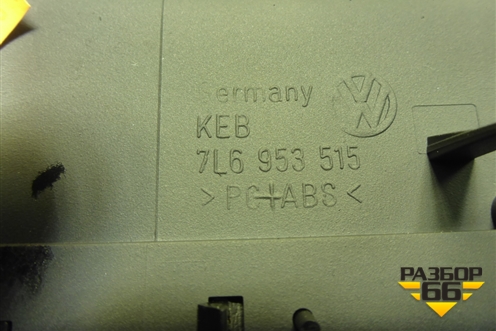 Germany
KEB
7L6 953 515
>PC+ABS<
РАЗБОР
66